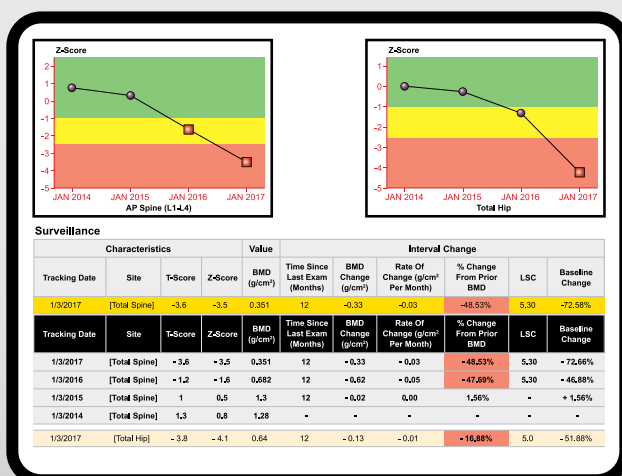 Z-Score
2
1
0
-1
-2
-3
-4
-5
JAN 2014 JAN 2015 JAN 2016 JAN 2017
AP Spine (L1-L4)
Z-Score
2
1
0
-1
-2
-3
-4
-5
JAN 2014 JAN 2015 JAN 2016 JAN 2017
Total Hip
Surveillance
Characteristics Value Interval Change
Tracking Date Site T-Score Z-Score BMD (g/cm²) Time Since Last Exam (Months) BMD Change (g/cm²) Rate Of Change (g/cm² Per Month) % Change From Prior BMD LSC Baseline Change
1/3/2017 [Total Spine] -3.6 -3.5 0.351 12 -0.33 -0.03 -48.53% 5.30 -72.58%
Tracking Date Site T-Score Z-Score BMD (g/cm²) Time Since Last Exam (Months) BMD Change (g/cm²) Rate Of Change (g/cm² Per Month) % Change From Prior BMD LSC Baseline Change
1/3/2017 [Total Spine] - 3.6 - 3.5 0.351 12 - 0.33 - 0.03 - 48.53% 5.30 - 72.66%
1/3/2016 [Total Spine] - 1.2 - 1.6 0.682 12 - 0.62 - 0.05 - 47.69% 5.30 - 46.88%
1/3/2015 [Total Spine] 1 0.5 1.3 12 - 0.02 0.00 1.56% - + 1.56%
1/3/2014 [Total Spine] 1.3 0.8 1.28 - - - - - -
1/3/2017 [Total Hip] - 3.8 - 4.1 0.64 12 - 0.13 - 0.01 - 16.88% 5.0 - 51.88%